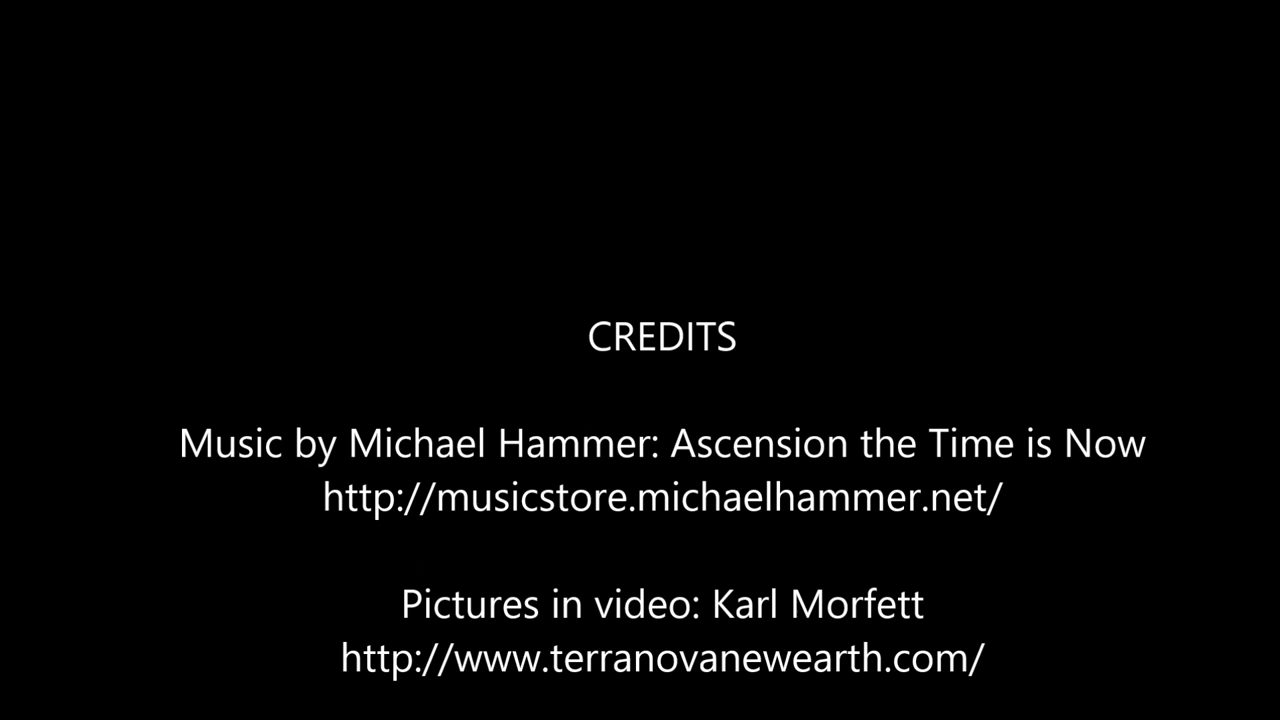 CREDITS
Music by Michael Hammer: Ascension the Time is Now
http://musicstore.michaelhammer.net/
Pictures in video: Karl Morfett
http://www.terranovanewearth.com/